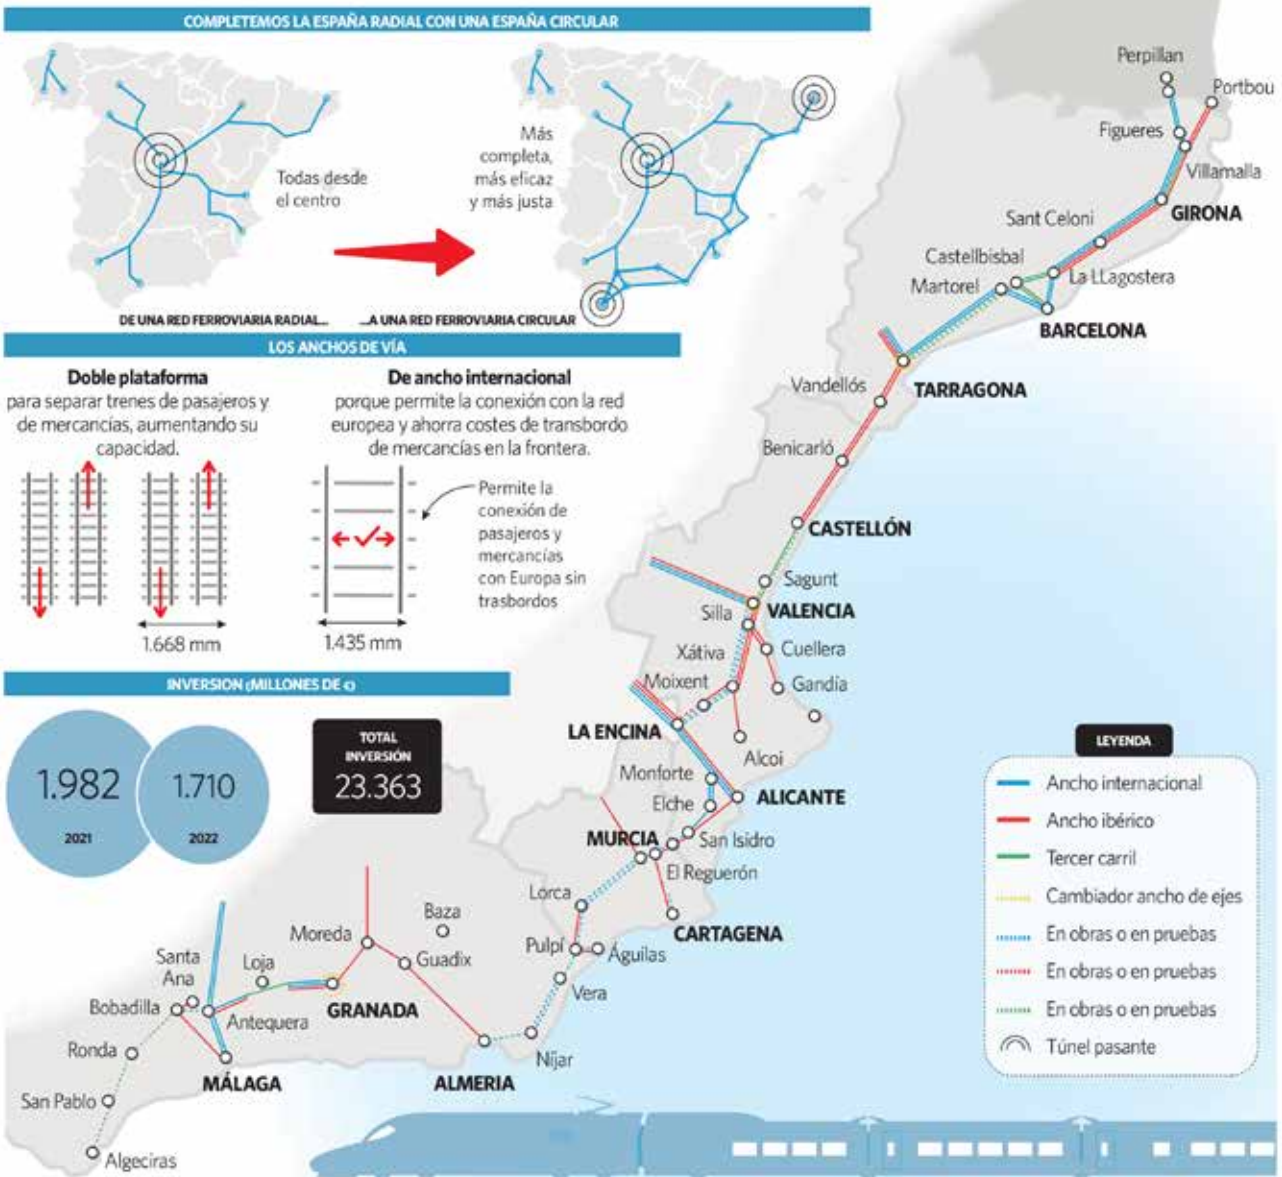 COMPLETEMOS LA ESPAÑA RADIAL CON UNA ESPAÑA CIRCULAR
Todas desde
el centro
Más
completa,
más eficaz
y más justa
DE UNA RED FERROVIARIA RADIAL...
...A UNA RED FERROVIARIA CIRCULAR
LOS ANCHOS DE VÍA
Doble plataforma
para separar trenes de pasajeros y
de mercancías, aumentando su
capacidad.
1.668 mm
De ancho internacional
porque permite la conexión con la red
europea y ahorra costes de transbordo
de mercancías en la frontera.
Permite la
conexión de
pasajeros y
mercancías
con Europa sin
trasbordos
1.435 mm
INVERSION (MILLONES DE €)
1.982
2021
1.710
2022
TOTAL
INVERSIÓN
23.363
Perpillan
Portbou
Figueres
Villamalla
GIRONA
Sant Celoni
Castellbisbal
La LLagostera
Martorel
BARCELONA
TARRAGONA
Vandellós
Benicarló
CASTELLÓN
Sagunt
VALENCIA
Silla
Cuellera
Xátiva
Moixent
Gandía
LA ENCINA
Alcoi
Monforte
ALICANTE
Elche
MURCIA
San Isidro
El Reguerón
Lorca
CARTAGENA
Pulpí
Águilas
Vera
Baza
Moreda
Guadix
Santa
Ana
Loja
Bobadilla
Antequera
GRANADA
Ronda
Níjar
MÁLAGA
ALMERIA
San Pablo
Algeciras
LEYENDA
Ancho internacional
Ancho ibérico
Tercer carril
Cambiador ancho de ejes
En obras o en pruebas
En obras o en pruebas
En obras o en pruebas
Túnel pasante